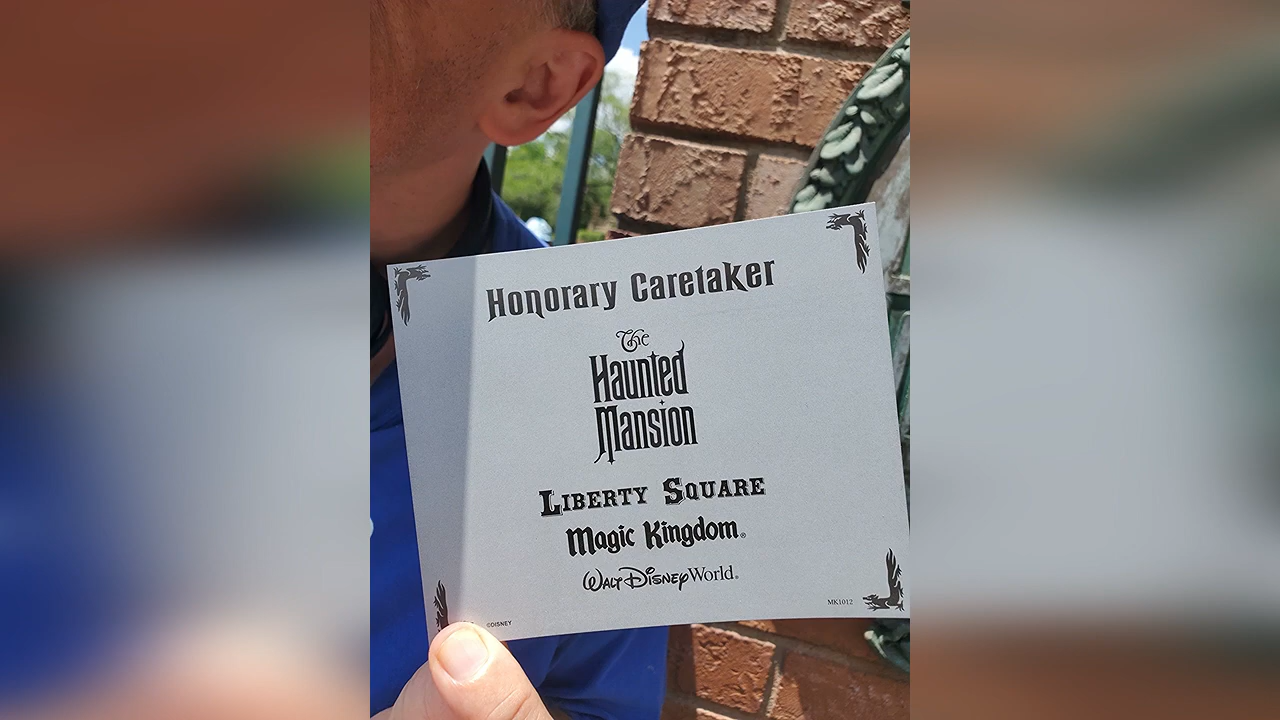 Honorary Caretaker
The
Haunted
Mansion
LIBERTY SQUARE
Magic Kingdom®
WALT DISNEY World®
MK1012
©DISNEY